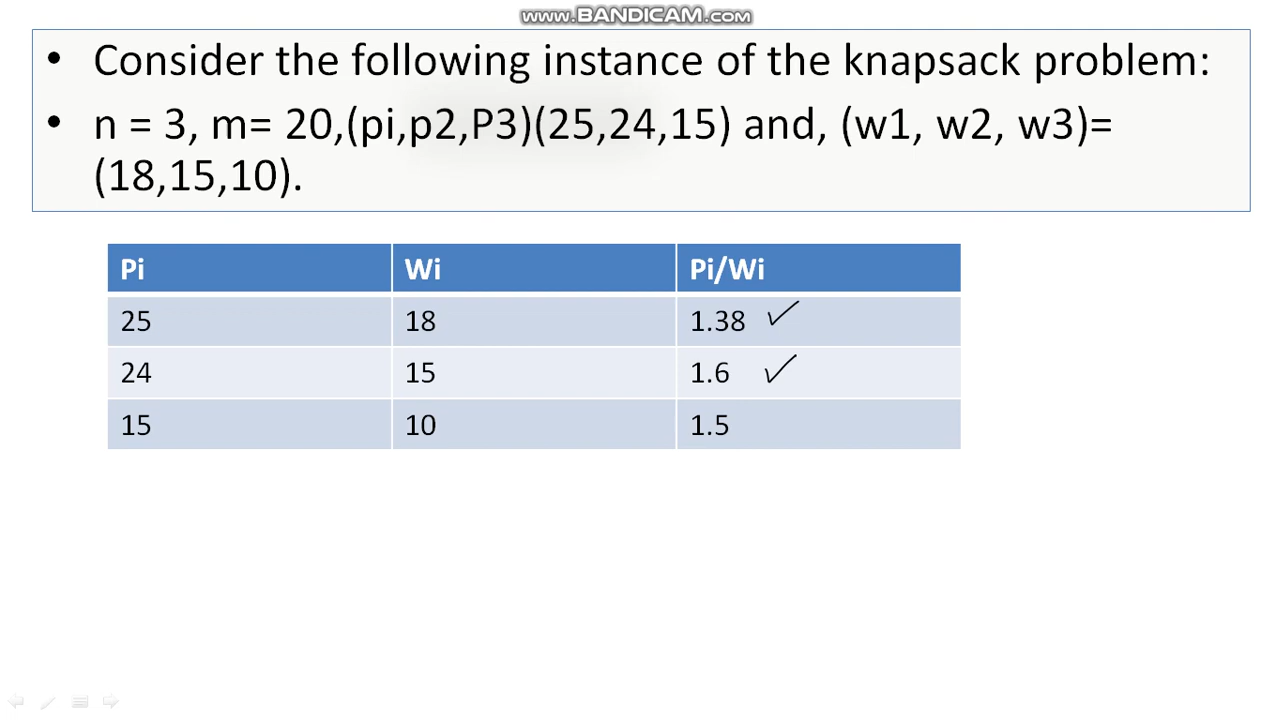 www.BANDICAM.com
• Consider the following instance of the knapsack problem:
• n = 3, m= 20,(pi,p2,P3)(25,24,15) and, (w1, w2, w3)=
(18,15,10).
Pi Wi Pi/Wi
25 18 1.38 ✓
24 15 1.6 ✓
15 10 1.5